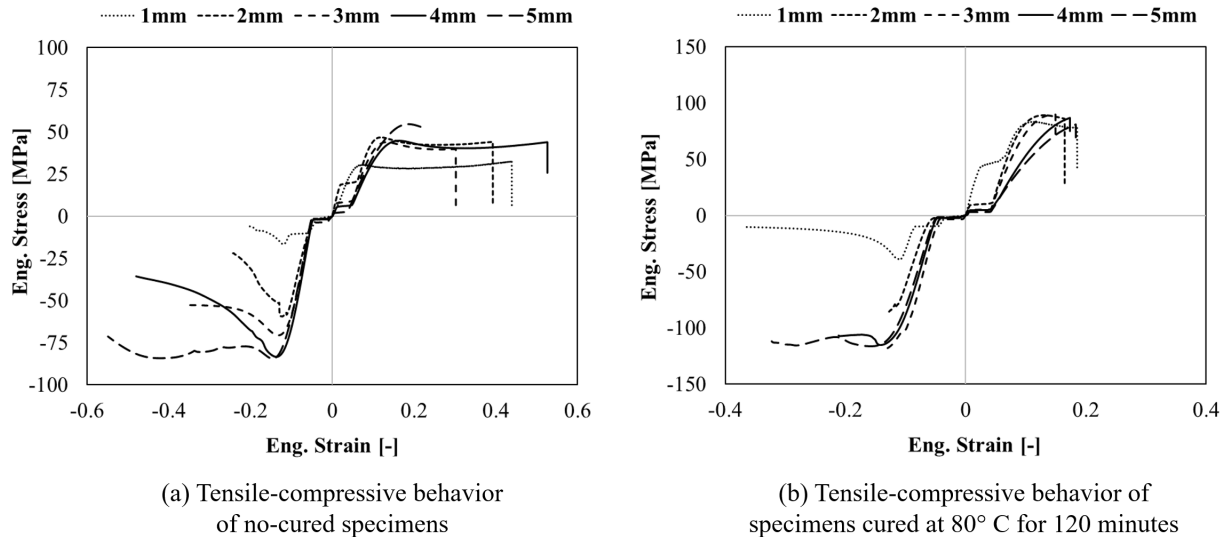 1mm 2mm 3mm 4mm 5mm
100
75
50
25
0
-25
-50
-75
-100
Eng. Stress [MPa]
-0.6 -0.4 -0.2 0 0.2 0.4 0.6
Eng. Strain [-]
(a) Tensile-compressive behavior
of no-cured specimens
1mm 2mm 3mm 4mm 5mm
150
100
50
0
-50
-100
-150
Eng. Stress [MPa]
-0.4 -0.2 0 0.2 0.4
Eng. Strain [-]
(b) Tensile-compressive behavior of
specimens cured at 80° C for 120 minutes